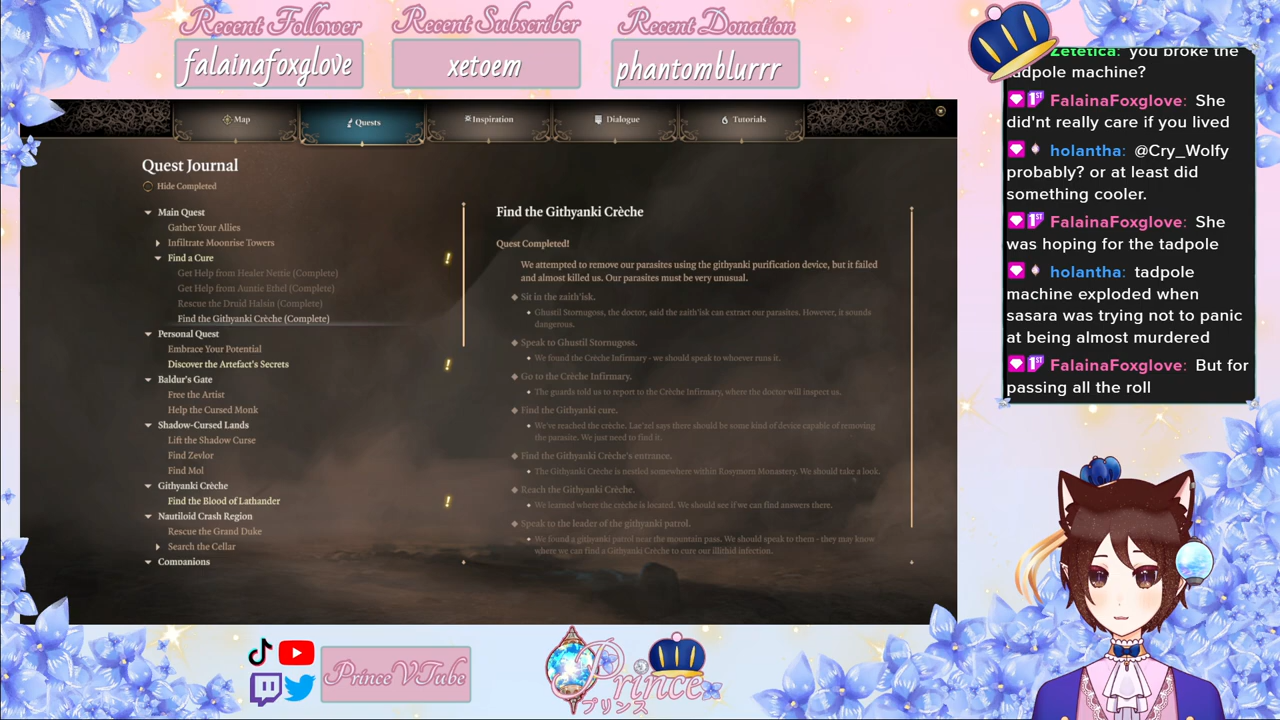 Recent Follower
Recent Subscriber
Recent Donation
falainafoxglove
xetoem
phantomblurrr
Map
Quests
Inspiration
Dialogue
Tutorials
Quest Journal
Hide Completed
Main Quest
Gather Your Allies
Infiltrate Moonrise Towers
Find a Cure
Get Help from Healer Nettie (Complete)
Get Help from Auntie Ethel (Complete)
Rescue the Druid Halsin (Complete)
Find the Githyanki Crèche (Complete)
Personal Quest
Embrace Your Potential
Discover the Artefact's Secrets
Baldur's Gate
Free the Artist
Help the Cursed Monk
Shadow-Cursed Lands
Lift the Shadow Curse
Find Zevlor
Find Mol
Githyanki Crèche
Find the Blood of Lathander
Nautiloid Crash Region
Rescue the Grand Duke
Search the Cellar
Companions
Find the Githyanki Crèche
Quest Completed!
We attempted to remove our parasites using the githyanki purification device, but it failed
and almost killed us. Our parasites must be very unusual.
Sit in the zaith'isk.
Ghustil Stornugoss, the doctor, said the zaith'isk can extract our parasites. However, it sounds
dangerous.
Speak to Ghustil Stornugoss.
We found the Crèche Infirmary - we should speak to whoever runs it.
Go to the Crèche Infirmary.
The guards told us to report to the Crèche Infirmary, where the doctor will inspect us.
Find the Githyanki cure.
We've reached the crèche. Lae'zel says there should be some kind of device capable of removing
the parasite. We just need to find it.
Find the Githyanki Crèche's entrance.
The Githyanki Crèche is nestled somewhere within Rosymorn Monastery. We should take a look.
Reach the Githyanki Crèche.
We learned where the crèche is located. We should see if we can find answers there.
Speak to the leader of the githyanki patrol.
We found a githyanki patrol near the mountain pass. We should speak to them - they may know
where we can find a Githyanki Crèche to cure our illithid infection.
Zetetica: you broke the
tadpole machine?
1ST FalainaFoxglove: She
did'nt really care if you lived
holantha: @Cry_Wolfy
probably? or at least did
something cooler.
1ST FalainaFoxglove: She
was hoping for the tadpole
holantha: tadpole
machine exploded when
sasara was trying not to panic
at being almost murdered
1ST FalainaFoxglove: But for
passing all the roll
Prince VTube
Prince
プリンス